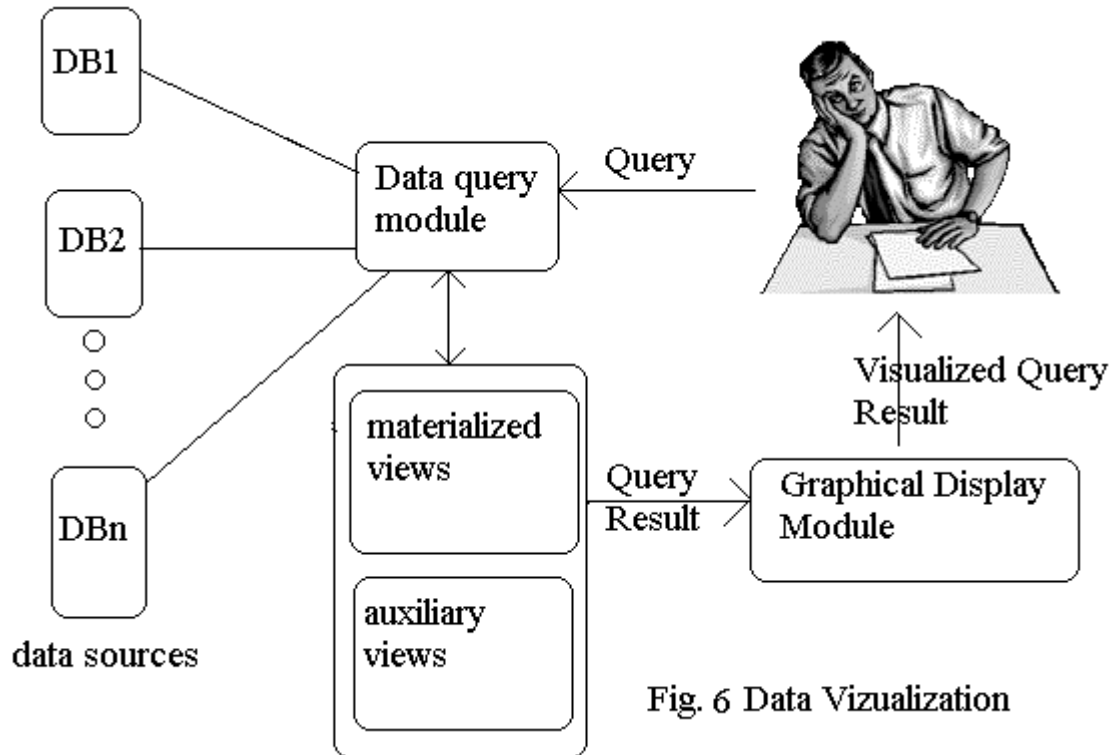 DB1
Data query
module
Query
DB2
materialized
views
Query
Result
Visualized Query
Result
Graphical Display
Module
DBn
auxiliary
views
data sources
Fig. 6 Data Vizualization